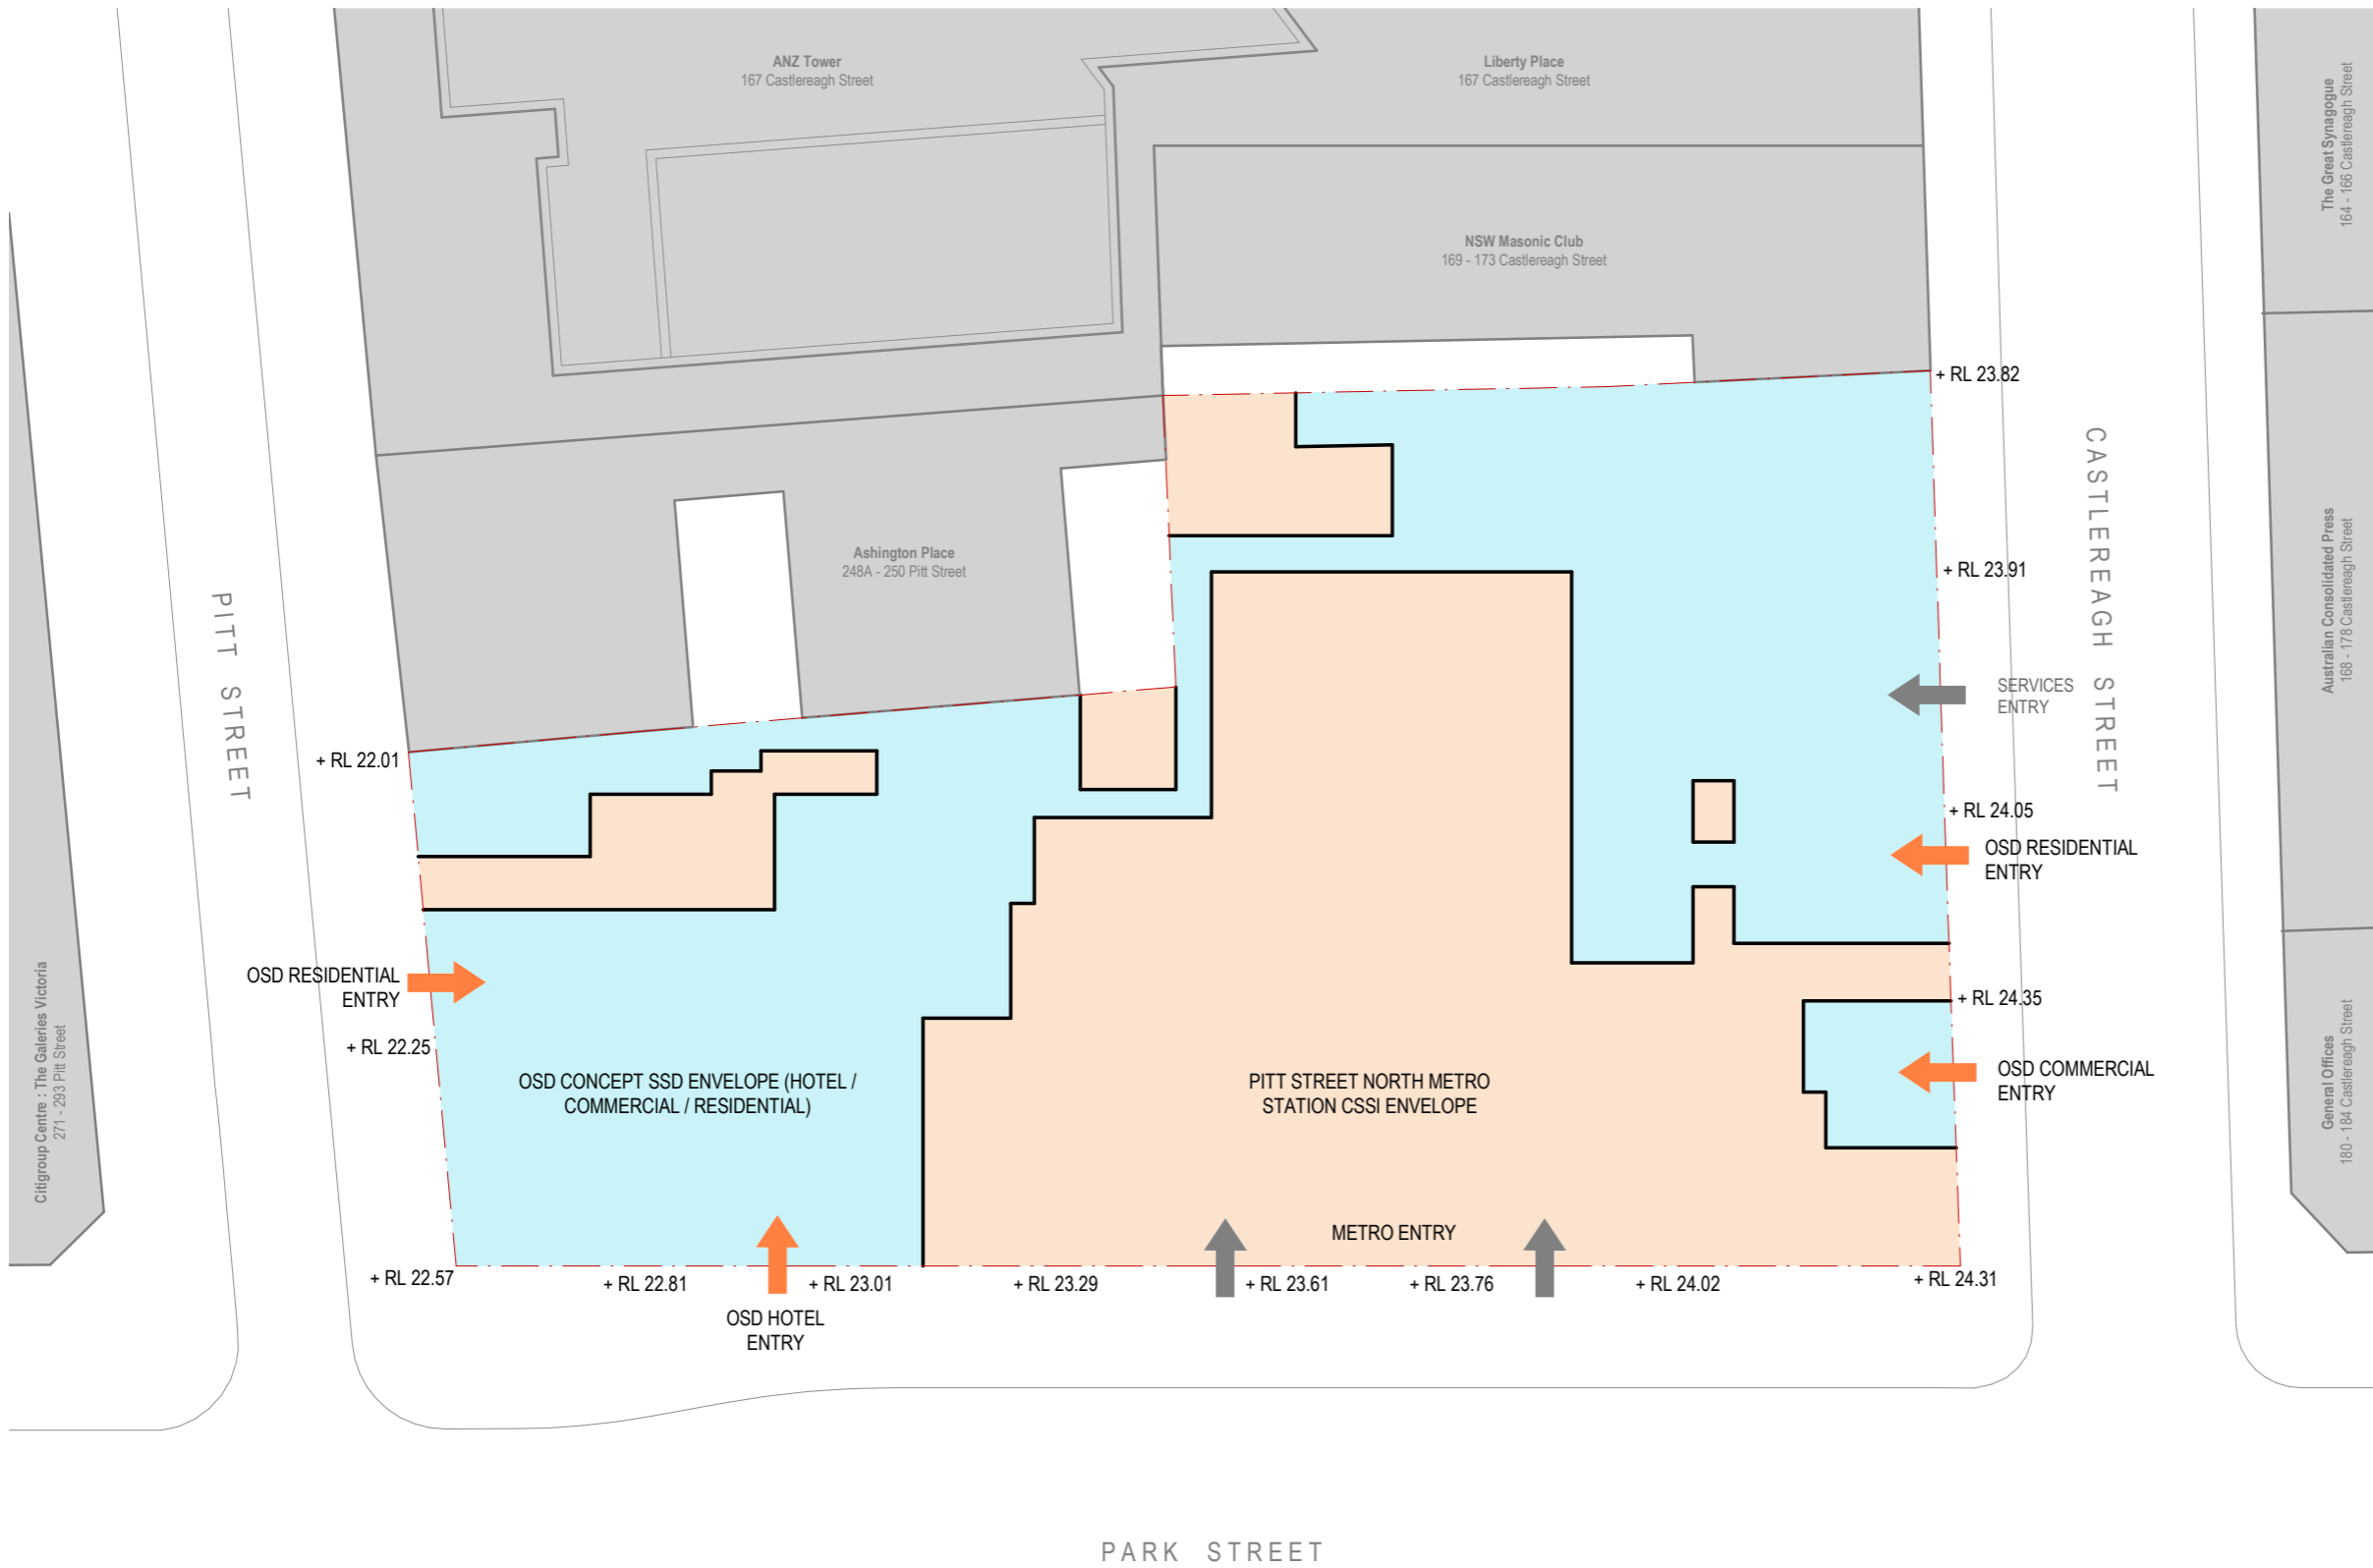 ANZ Tower
167 Castlereagh Street
Liberty Place
167 Castlereagh Street
The Great Synagogue
164 - 166 Castlereagh Street
NSW Masonic Club
169 - 173 Castlereagh Street
+ RL 23.82
CASTLEREAGH STREET
Ashington Place
248A - 250 Pitt Street
+ RL 23.91
Australian Consolidated Press
168 - 178 Castlereagh Street
PITT STREET
SERVICES
ENTRY
+ RL 22.01
+ RL 24.05
OSD RESIDENTIAL
ENTRY
OSD RESIDENTIAL
ENTRY
+ RL 24.35
+ RL 22.25
Citigroup Centre : The Galeries Victoria
271 - 293 Pitt Street
OSD CONCEPT SSD ENVELOPE (HOTEL /
COMMERCIAL / RESIDENTIAL)
PITT STREET NORTH METRO
STATION CSSI ENVELOPE
OSD COMMERCIAL
ENTRY
General Offices
180 - 184 Castlereagh Street
METRO ENTRY
+ RL 22.57
+ RL 22.81
+ RL 23.01
+ RL 23.29
+ RL 23.61
+ RL 23.76
+ RL 24.02
+ RL 24.31
OSD HOTEL
ENTRY
PARK STREET